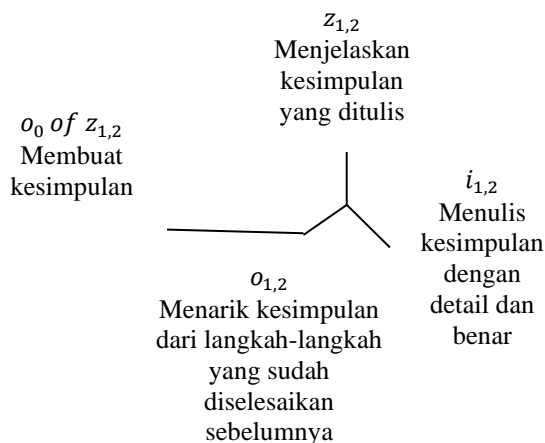 z1,2
Menjelaskan
kesimpulan
yang ditulis
o0 of z1,2
Membuat
kesimpulan
i1,2
Menulis
kesimpulan
dengan
detail dan
benar
o1,2
Menarik kesimpulan
dari langkah-langkah
yang sudah
diselesaikan
sebelumnya